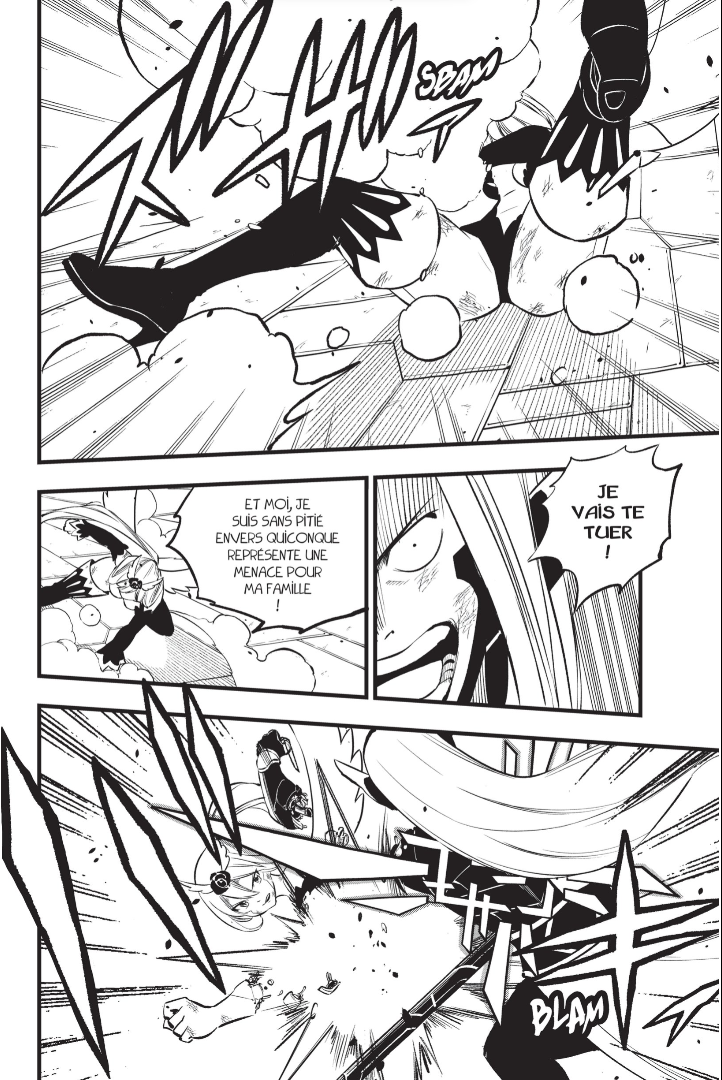 SBAM
JE
VAIS TE
TUER
!
ET MOI, JE
SUIS SANS PITIÉ
ENVERS QUICONQUE
REPRÉSENTE UNE
MENACE POUR
MA FAMILLE
!
BLAM